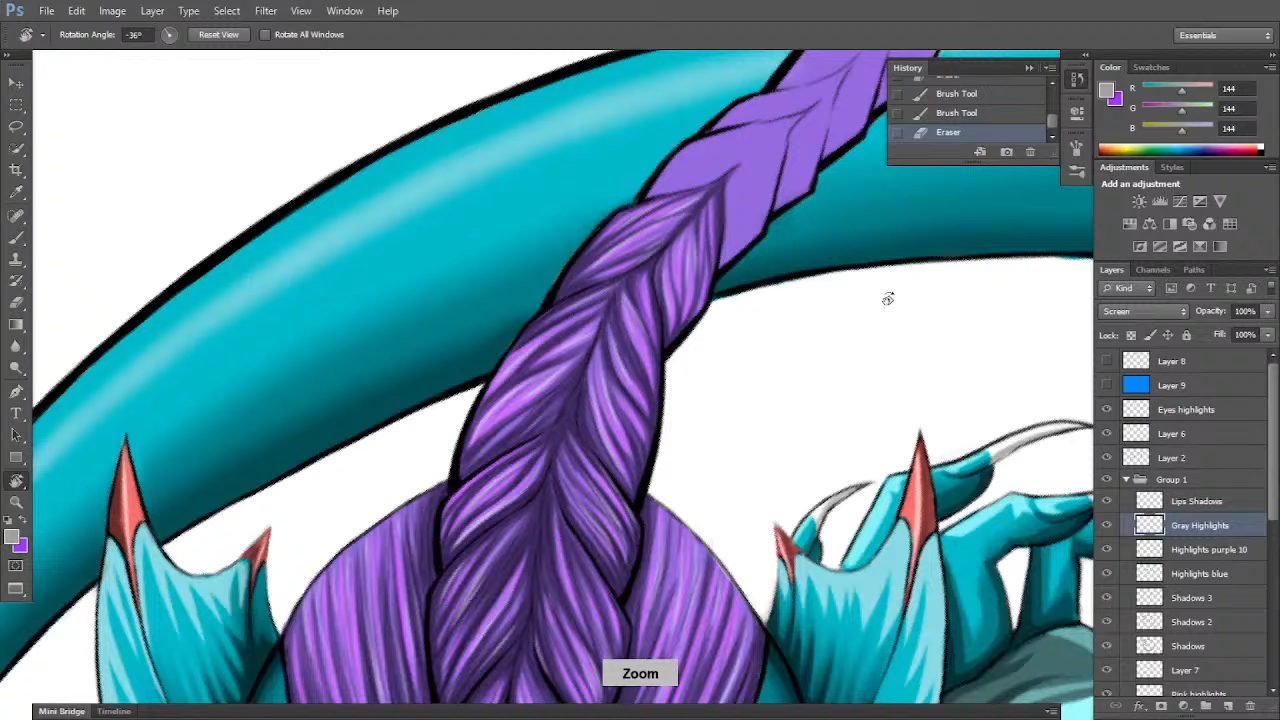 Ps File Edit Image Layer Type Select Filter View Window Help
Rotation Angle: -36° Reset View Rotate All Windows Essentials
History
Brush Tool
Brush Tool
Eraser
Color Swatches
R 144
G 144
B 144
Adjustments Styles
Add an adjustment
Layers Channels Paths
Kind
Screen Opacity: 100%
Lock: Fill: 100%
Layer 8
Layer 9
Eyes highlights
Layer 6
Layer 2
Group 1
Lips Shadows
Gray Highlights
Highlights purple 10
Highlights blue
Shadows 3
Shadows 2
Shadows
Layer 7
Pink highlights
Zoom
Mini Bridge Timeline